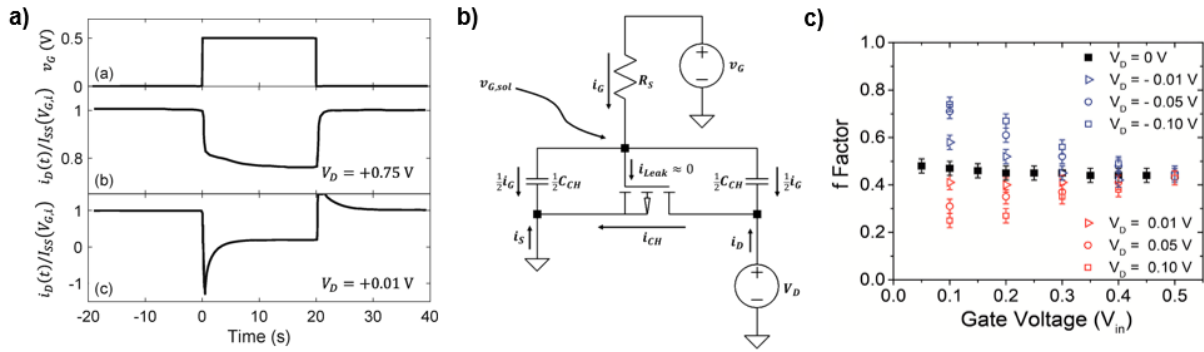 a)
v_G (V)
0.5
0
(a)
i_D(t)/I_SS(V_G,i)
1
0.8
(b)
V_D = +0.75 V
i_D(t)/I_SS(V_G,i)
1
0
-1
(c)
V_D = +0.01 V
-20 -10 0 10 20 30 40
Time (s)
b)
v_G,sol
i_G
R_S
v_G
½i_G
½C_CH
i_Leak ≈ 0
½C_CH
½i_G
i_S
i_CH
i_D
V_D
c)
f Factor
1.0
0.8
0.6
0.4
0.2
0.0
V_D = 0 V
V_D = - 0.01 V
V_D = - 0.05 V
V_D = - 0.10 V
V_D = 0.01 V
V_D = 0.05 V
V_D = 0.10 V
0.1 0.2 0.3 0.4 0.5
Gate Voltage (V_in)